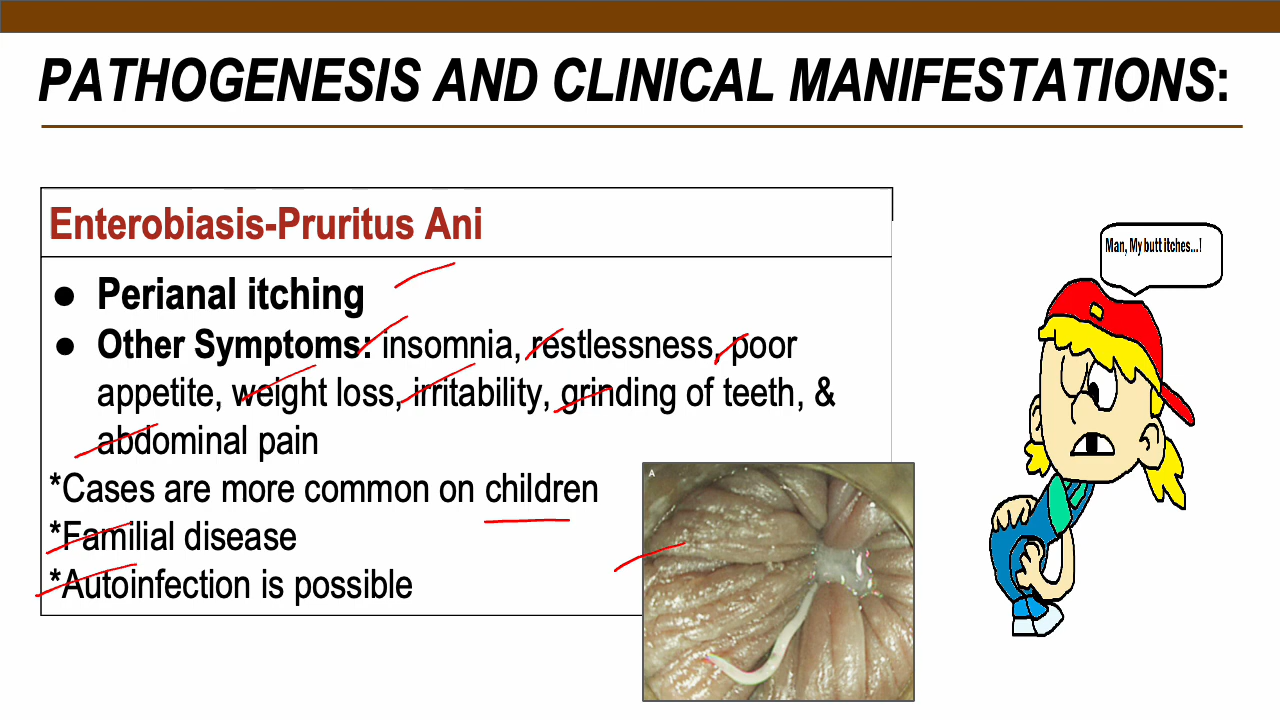 PATHOGENESIS AND CLINICAL MANIFESTATIONS:
Enterobiasis-Pruritus Ani
Man, My butt itches...!
● Perianal itching
● Other Symptoms: insomnia, restlessness, poor
appetite, weight loss, irritability, grinding of teeth, &
abdominal pain
*Cases are more common on children
*Familial disease
*Autoinfection is possible
A